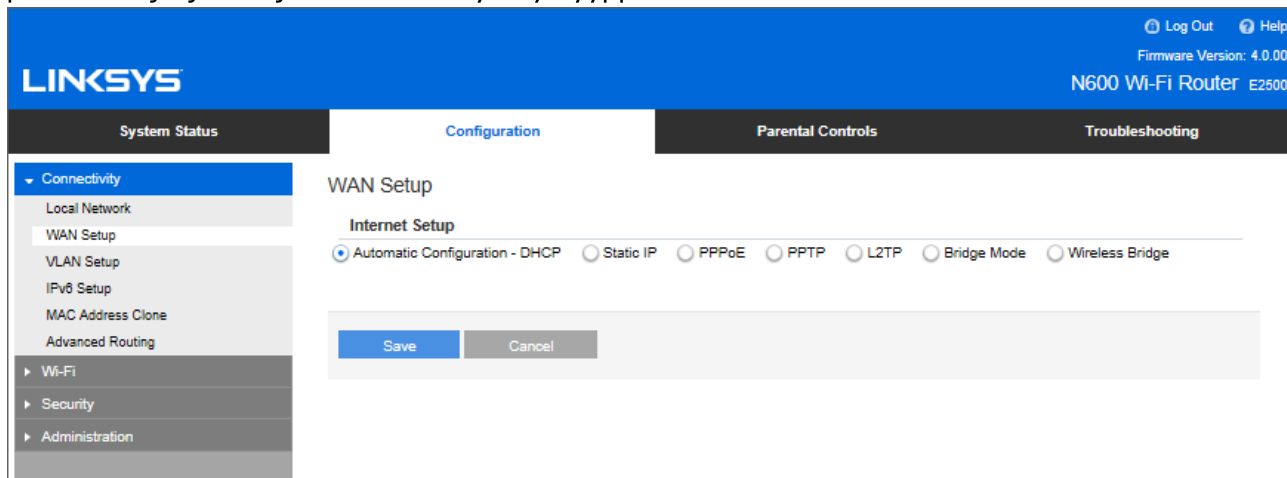 Log Out Help
Firmware Version: 4.0.00
LINKSYS
N600 Wi-Fi Router E2500
System Status Configuration Parental Controls Troubleshooting
Connectivity
Local Network
WAN Setup
VLAN Setup
IPv6 Setup
MAC Address Clone
Advanced Routing
Wi-Fi
Security
Administration
WAN Setup
Internet Setup
Automatic Configuration - DHCP Static IP PPPoE PPTP L2TP Bridge Mode Wireless Bridge
Save Cancel